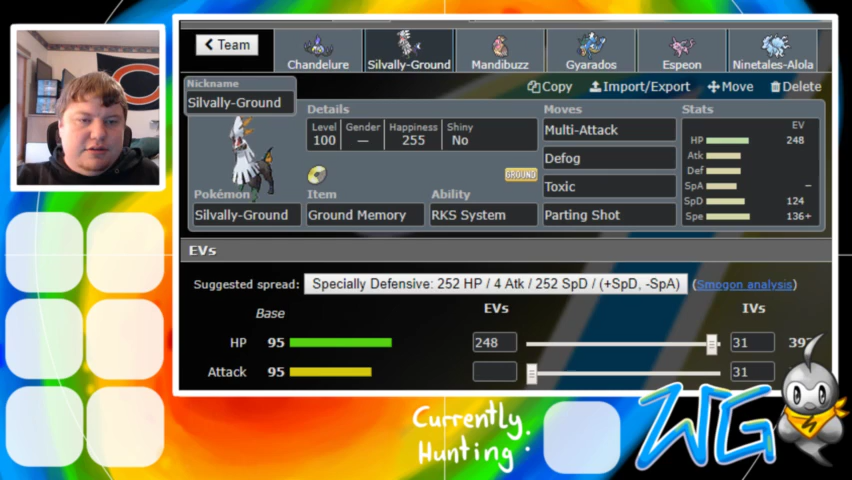 Team
Chandelure
Silvally-Ground
Mandibuzz
Gyarados
Espeon
Ninetales-Alola
Copy
Import/Export
Move
Delete
Nickname
Silvally-Ground
Details
Level
100
Gender
—
Happiness
255
Shiny
No
GROUND
Pokémon
Silvally-Ground
Item
Ground Memory
Ability
RKS System
Moves
Multi-Attack
Defog
Toxic
Parting Shot
Stats
EV
HP 248
Atk
Def
SpA –
SpD 124
Spe 136+
EVs
Suggested spread: Specially Defensive: 252 HP / 4 Atk / 252 SpD / (+SpD, -SpA) (Smogon analysis)
Base EVs IVs
HP 95 248 31
Attack 95 31
Currently
Hunting:
WG